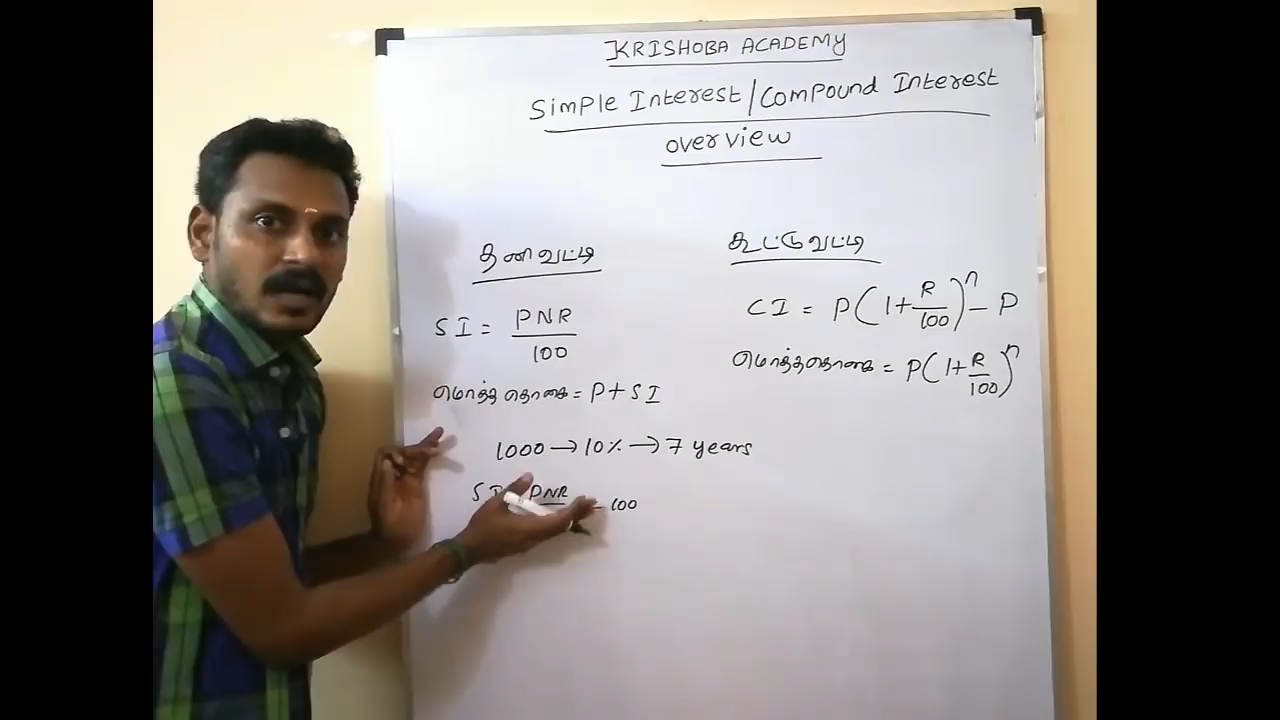 KRISHOBA ACADEMY
Simple Interest/Compound Interest
overview
தனிவட்டி
SI = PNR/100
மொத்த தொகை = P+SI
1000 → 10% → 7 years
PNR
100
கூட்டுவட்டி
CI = P(1+R/100)^n - P
மொத்ததொகை = P(1+R/100)^n